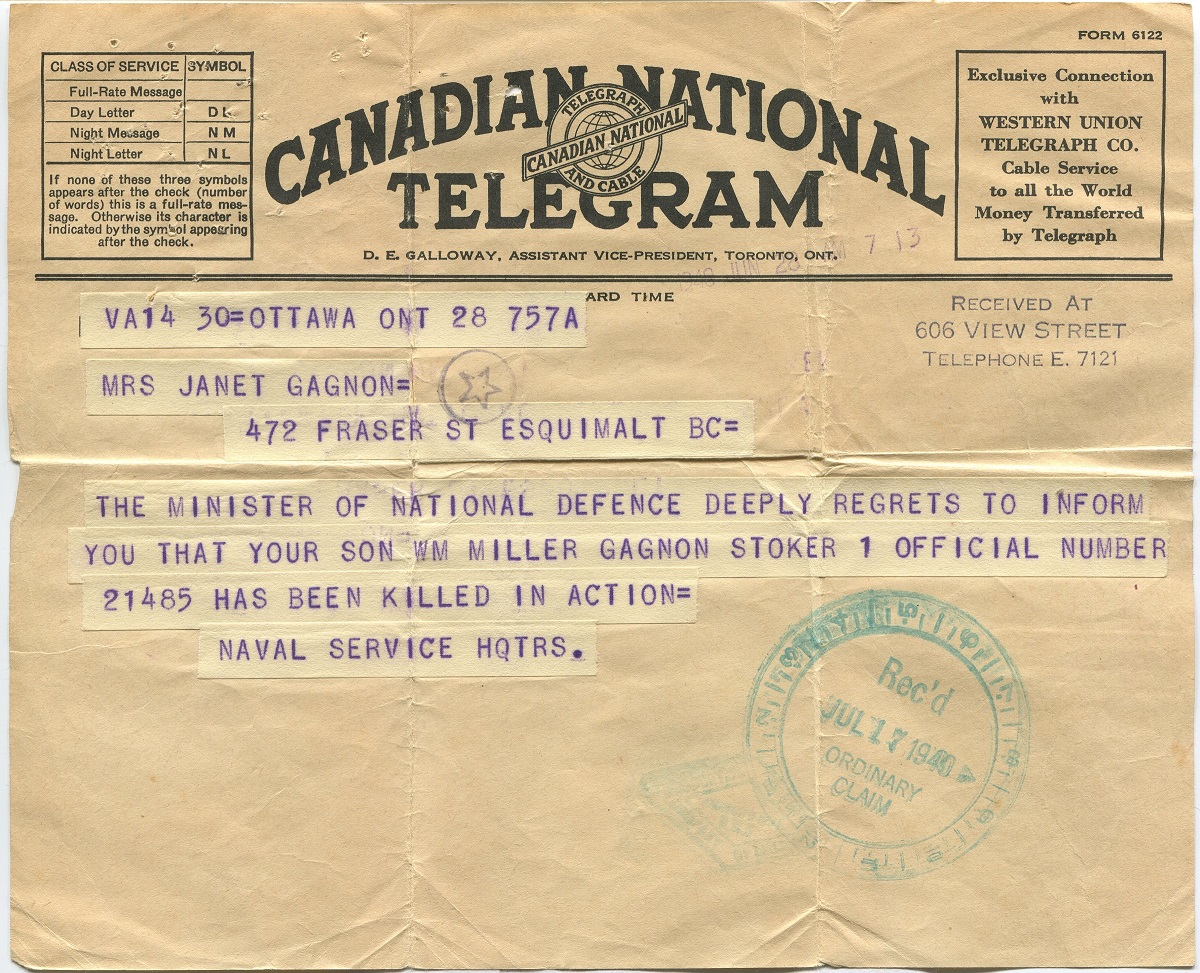 FORM 6122
CLASS OF SERVICE SYMBOL
Full-Rate Message
Day Letter D L
Night Message N M
Night Letter N L
If none of these three symbols
appears after the check (number
of words) this is a full-rate mes-
sage. Otherwise its character is
indicated by the symbol appearing
after the check.
CANADIAN NATIONAL
TELEGRAPH
CANADIAN NATIONAL
AND CABLE
TELEGRAM
D. E. GALLOWAY, ASSISTANT VICE-PRESIDENT, TORONTO, ONT.
Exclusive Connection
with
WESTERN UNION
TELEGRAPH CO.
Cable Service
to all the World
Money Transferred
by Telegraph
JUN 28 AM 7 13
ARD TIME
VA14 30=OTTAWA ONT 28 757A
RECEIVED AT
606 VIEW STREET
TELEPHONE E. 7121
MRS JANET GAGNON=
472 FRASER ST ESQUIMALT BC=
THE MINISTER OF NATIONAL DEFENCE DEEPLY REGRETS TO INFORM
YOU THAT YOUR SON WM MILLER GAGNON STOKER 1 OFFICIAL NUMBER
21485 HAS BEEN KILLED IN ACTION=
NAVAL SERVICE HQTRS.
Rec'd
JUL 17 1940
ORDINARY
CLAIM